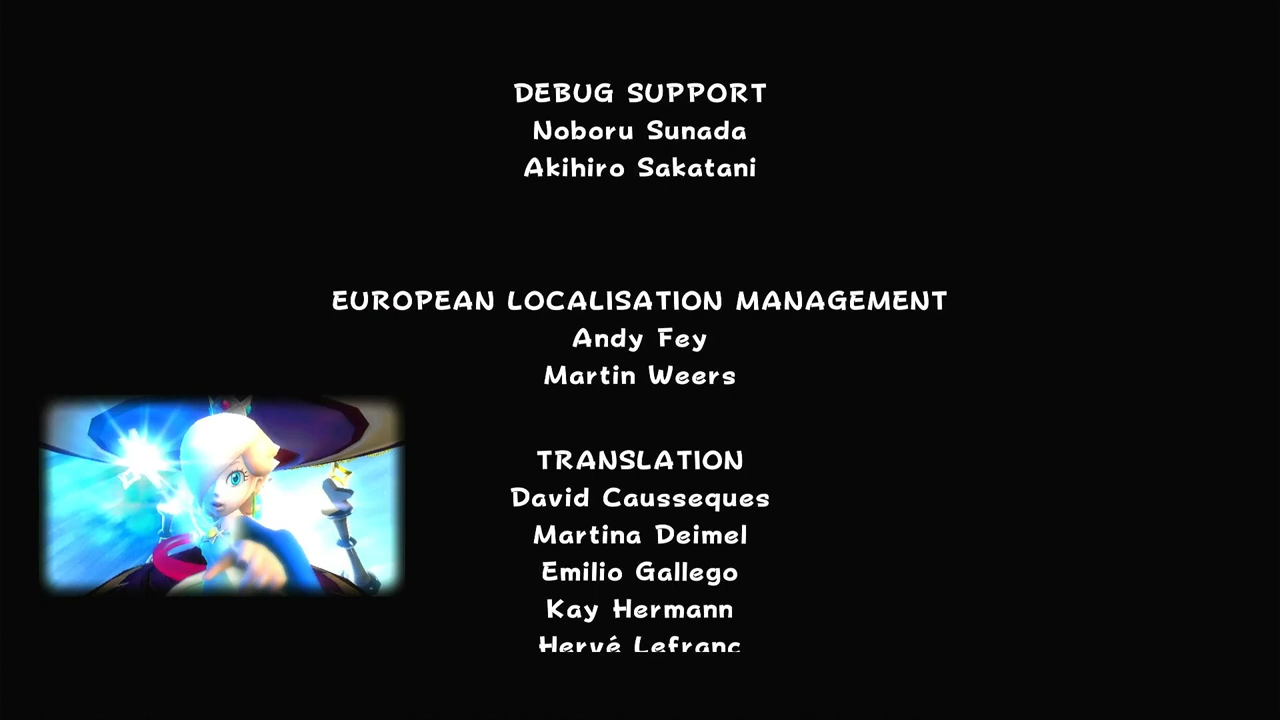 DEBUG SUPPORT
Noboru Sunada
Akihiro Sakatani
EUROPEAN LOCALISATION MANAGEMENT
Andy Fey
Martin Weers
TRANSLATION
David Causseques
Martina Deimel
Emilio Gallego
Kay Hermann
Hervé Lefranc